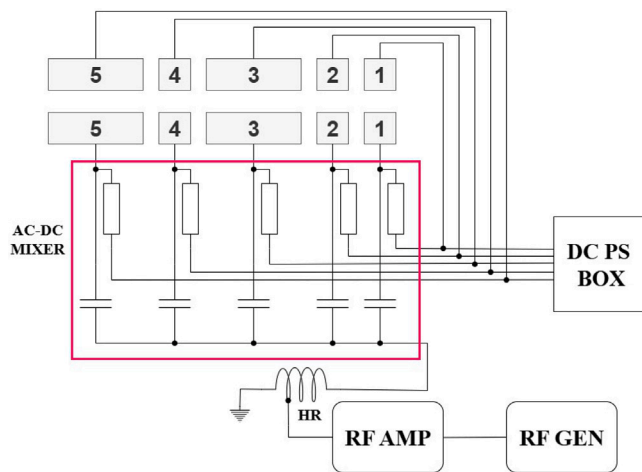 5 4 3 2 1
5 4 3 2 1
AC-DC
MIXER
DC PS
BOX
HR
RF AMP
RF GEN